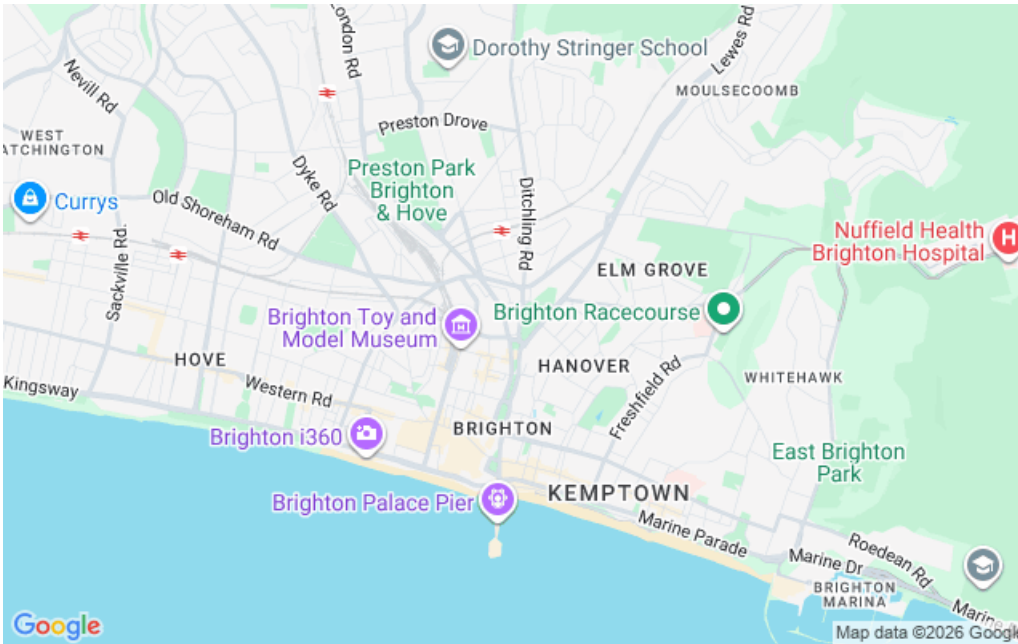 London Rd
Lewes Rd
Dorothy Stringer School
Nevill Rd
MOULSECOOMB
Preston Drove
WEST
ATCHINGTON
Preston Park
Brighton
& Hove
Dyke Rd
Ditchling Rd
Currys
Old Shoreham Rd
Nuffield Health
Brighton Hospital
H
Sackville Rd.
ELM GROVE
Brighton Racecourse
Brighton Toy and
Model Museum
HOVE
HANOVER
Freshfield Rd
WHITEHAWK
Kingsway
Western Rd
Brighton i360
BRIGHTON
East Brighton
Park
KEMPTOWN
Brighton Palace Pier
Marine Parade
Roedean Rd
Marine Dr
BRIGHTON
MARINA
Marine
Google
Map data ©2026 Google